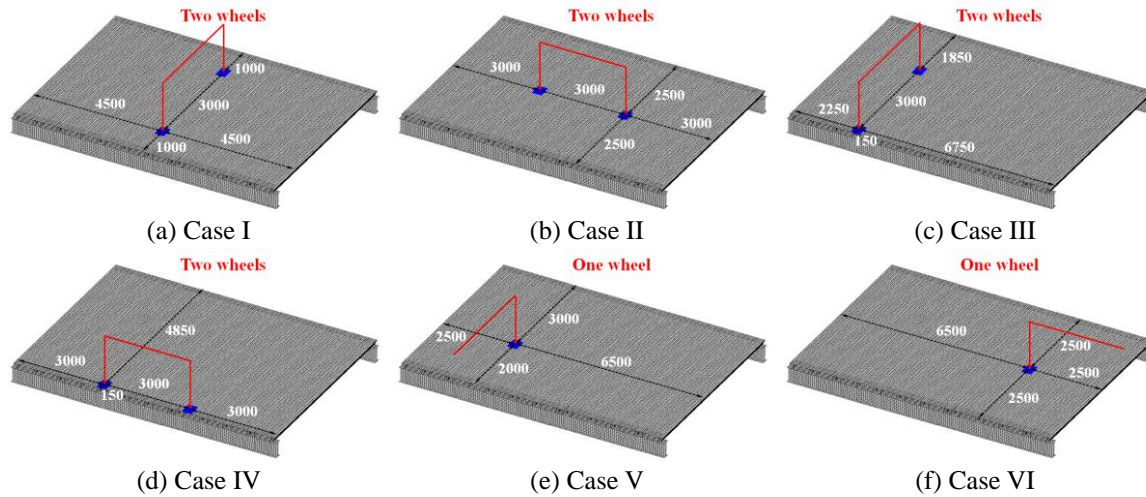 Two wheels
1000
4500
3000
4500
1000
(a) Case I
Two wheels
3000
3000
2500
3000
2500
(b) Case II
Two wheels
1850
2250
3000
150
6750
(c) Case III
Two wheels
4850
3000
3000
150
3000
(d) Case IV
One wheel
3000
2500
6500
2000
(e) Case V
One wheel
6500
2500
2500
2500
(f) Case VI